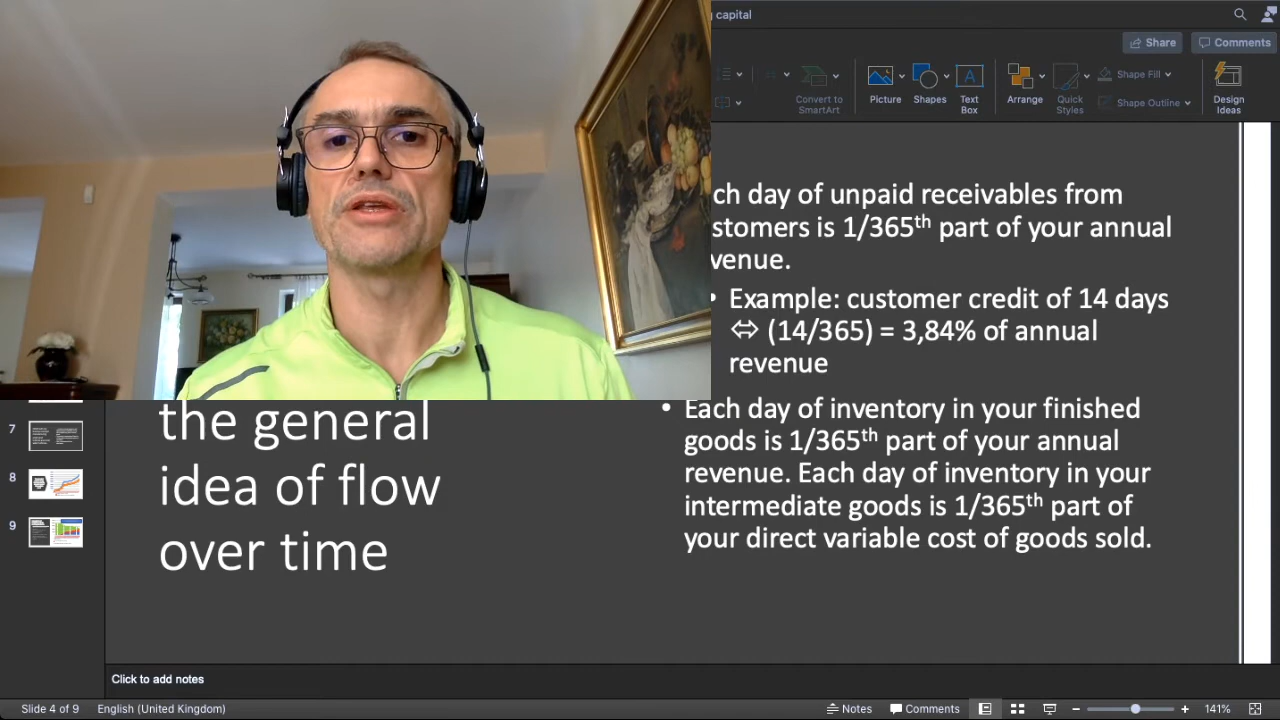 capital
Share
Comments
Convert to
SmartArt
Picture
Shapes
Text
Box
Arrange
Quick
Styles
Shape Fill
Shape Outline
Design
Ideas
ch day of unpaid receivables from
stomers is 1/365th part of your annual
venue.
• Example: customer credit of 14 days
⇔ (14/365) = 3,84% of annual
revenue
• Each day of inventory in your finished
goods is 1/365th part of your annual
revenue. Each day of inventory in your
intermediate goods is 1/365th part of
your direct variable cost of goods sold.
the general
idea of flow
over time
7
8
9
Click to add notes
Slide 4 of 9
English (United Kingdom)
Notes
Comments
141%